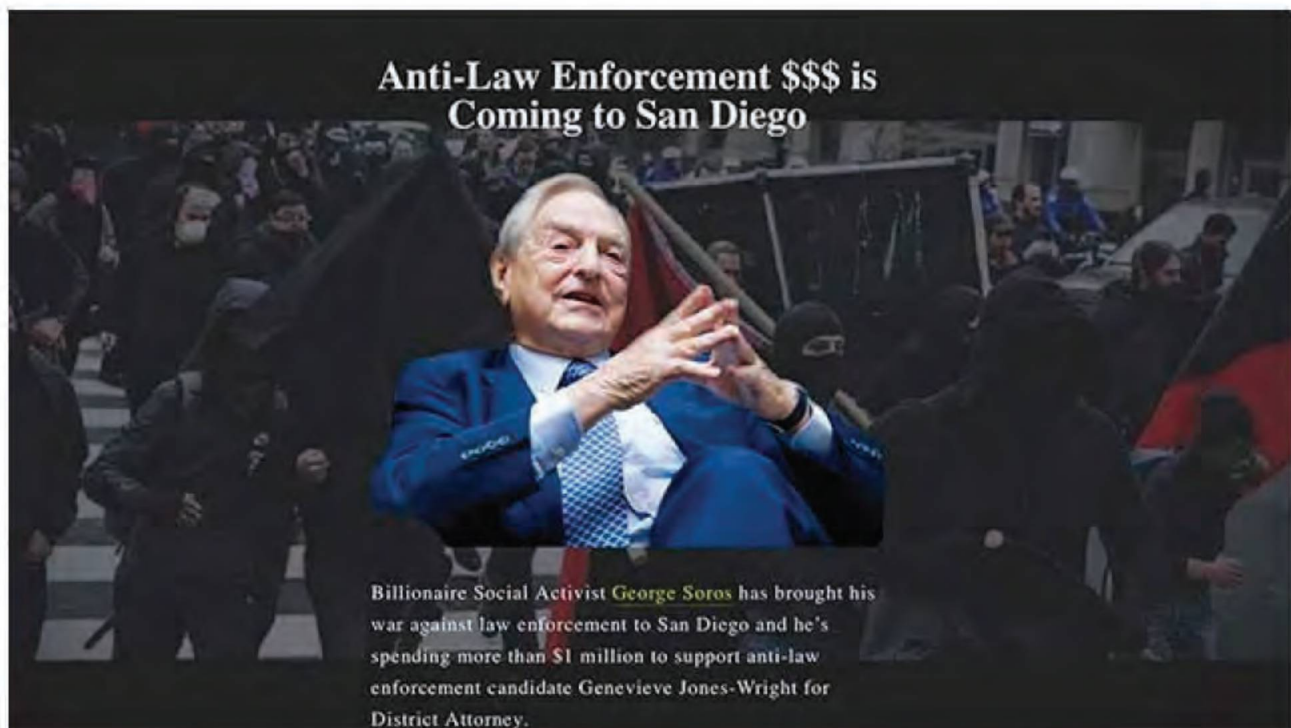 Anti-Law Enforcement $$$ is
Coming to San Diego
Billionaire Social Activist George Soros has brought his
war against law enforcement to San Diego and he's
spending more than $1 million to support anti-law
enforcement candidate Genevieve Jones-Wright for
District Attorney.